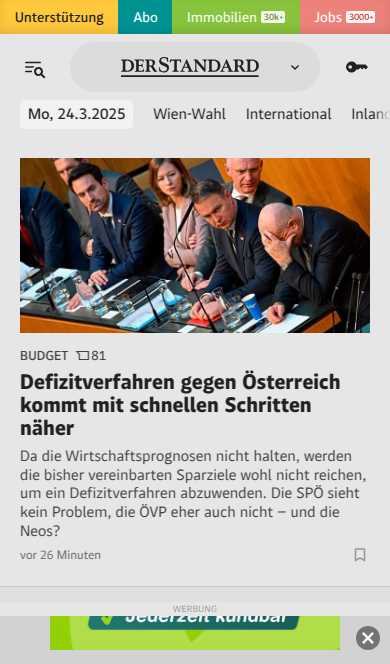 Unterstützung Abo Immobilien 30k+ Jobs 3000+
DERSTANDARD
Mo, 24.3.2025 Wien-Wahl International Inland
BUDGET 81
Defizitverfahren gegen Österreich
kommt mit schnellen Schritten
näher
Da die Wirtschaftsprognosen nicht halten, werden
die bisher vereinbarten Sparziele wohl nicht reichen,
um ein Defizitverfahren abzuwenden. Die SPÖ sieht
kein Problem, die ÖVP eher auch nicht – und die
Neos?
vor 26 Minuten
WERBUNG
Jederzeit kündbar